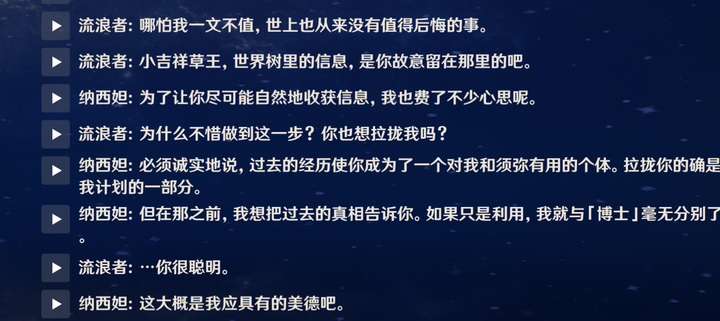 流浪者: 哪怕我一文不值, 世上也从来没有值得后悔的事。
流浪者: 小吉祥草王, 世界树里的信息, 是你故意留在那里的吧。
纳西妲: 为了让你尽可能自然地收获信息, 我也费了不少心思呢。
流浪者: 为什么不惜做到这一步? 你也想拉拢我吗?
纳西妲: 必须诚实地说, 过去的经历使你成为了一个对我和须弥有用的个体。拉拢你的确是
我计划的一部分。
纳西妲: 但在那之前, 我想把过去的真相告诉你。如果只是利用, 我就与「博士」毫无分别了
。
流浪者: …你很聪明。
纳西妲: 这大概是我应具有的美德吧。